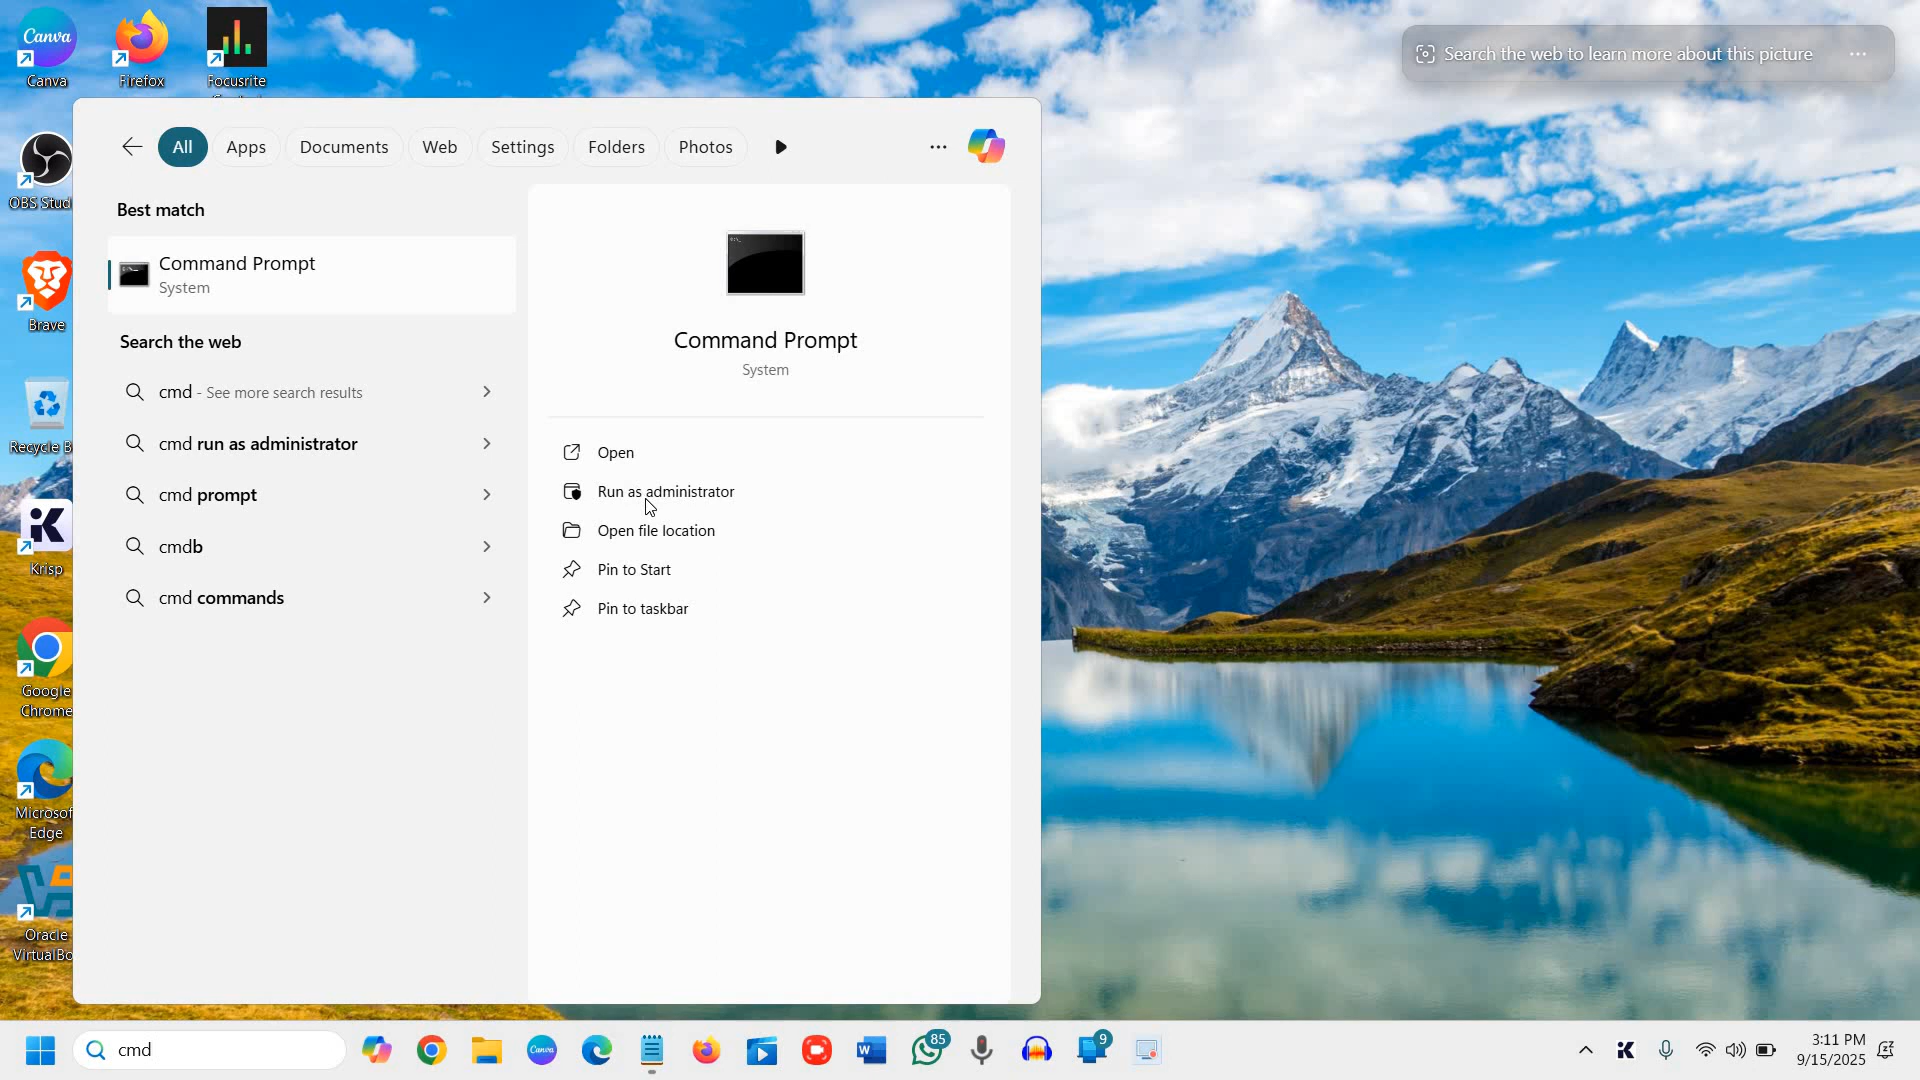 Canva
Firefox
Focusrite
Search the web to learn more about this picture
All
Apps
Documents
Web
Settings
Folders
Photos
Best match
Command Prompt
System
Search the web
cmd - See more search results
cmd run as administrator
cmd prompt
cmdb
cmd commands
Command Prompt
System
Open
Run as administrator
Open file location
Pin to Start
Pin to taskbar
OBS Stud
Brave
Recycle B
Krisp
Google
Chrome
Microsof
Edge
Oracle
VirtualBo
cmd
Canva
W
85
9
3:11 PM
9/15/2025